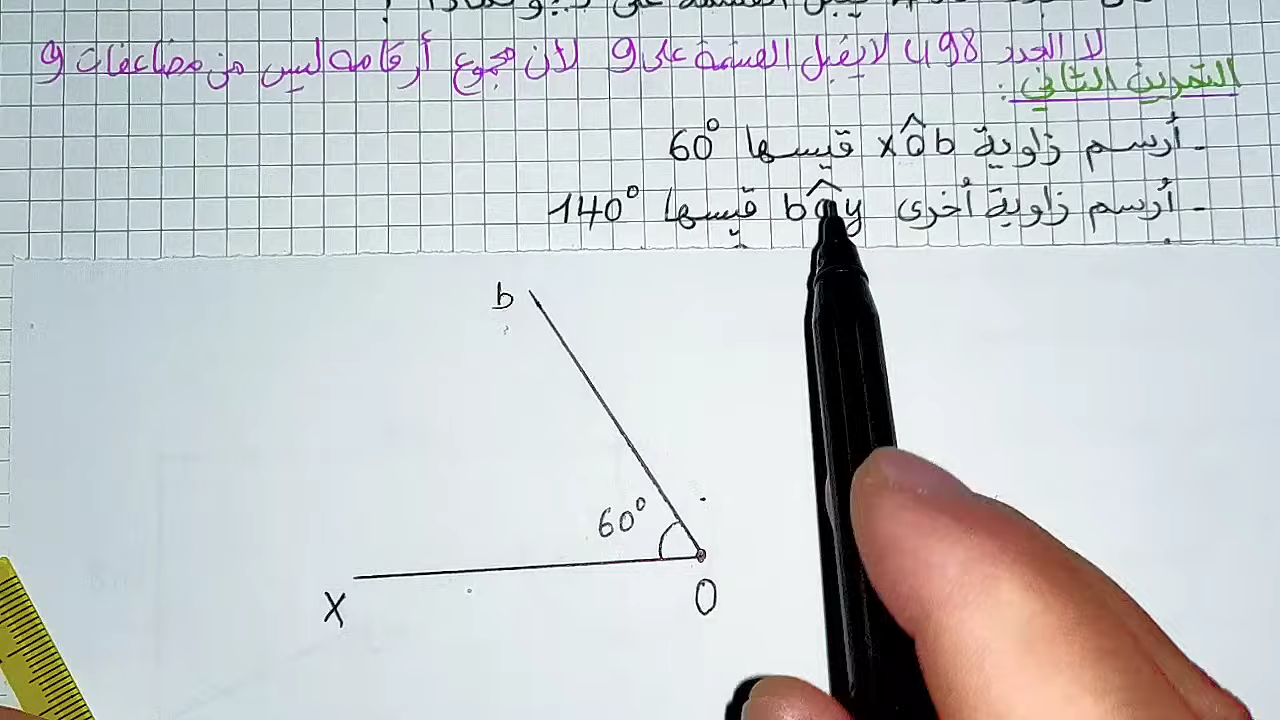 لا العدد 498 لا يقبل القسمة على 9 لأن مجموع أرقامه ليس من مضاعفات 9
التمرين الثاني :
- أرسم زاوية xôb قيسها 60°
- أرسم زاوية أخرى bôy قيسها 140°
b
60°
X
O